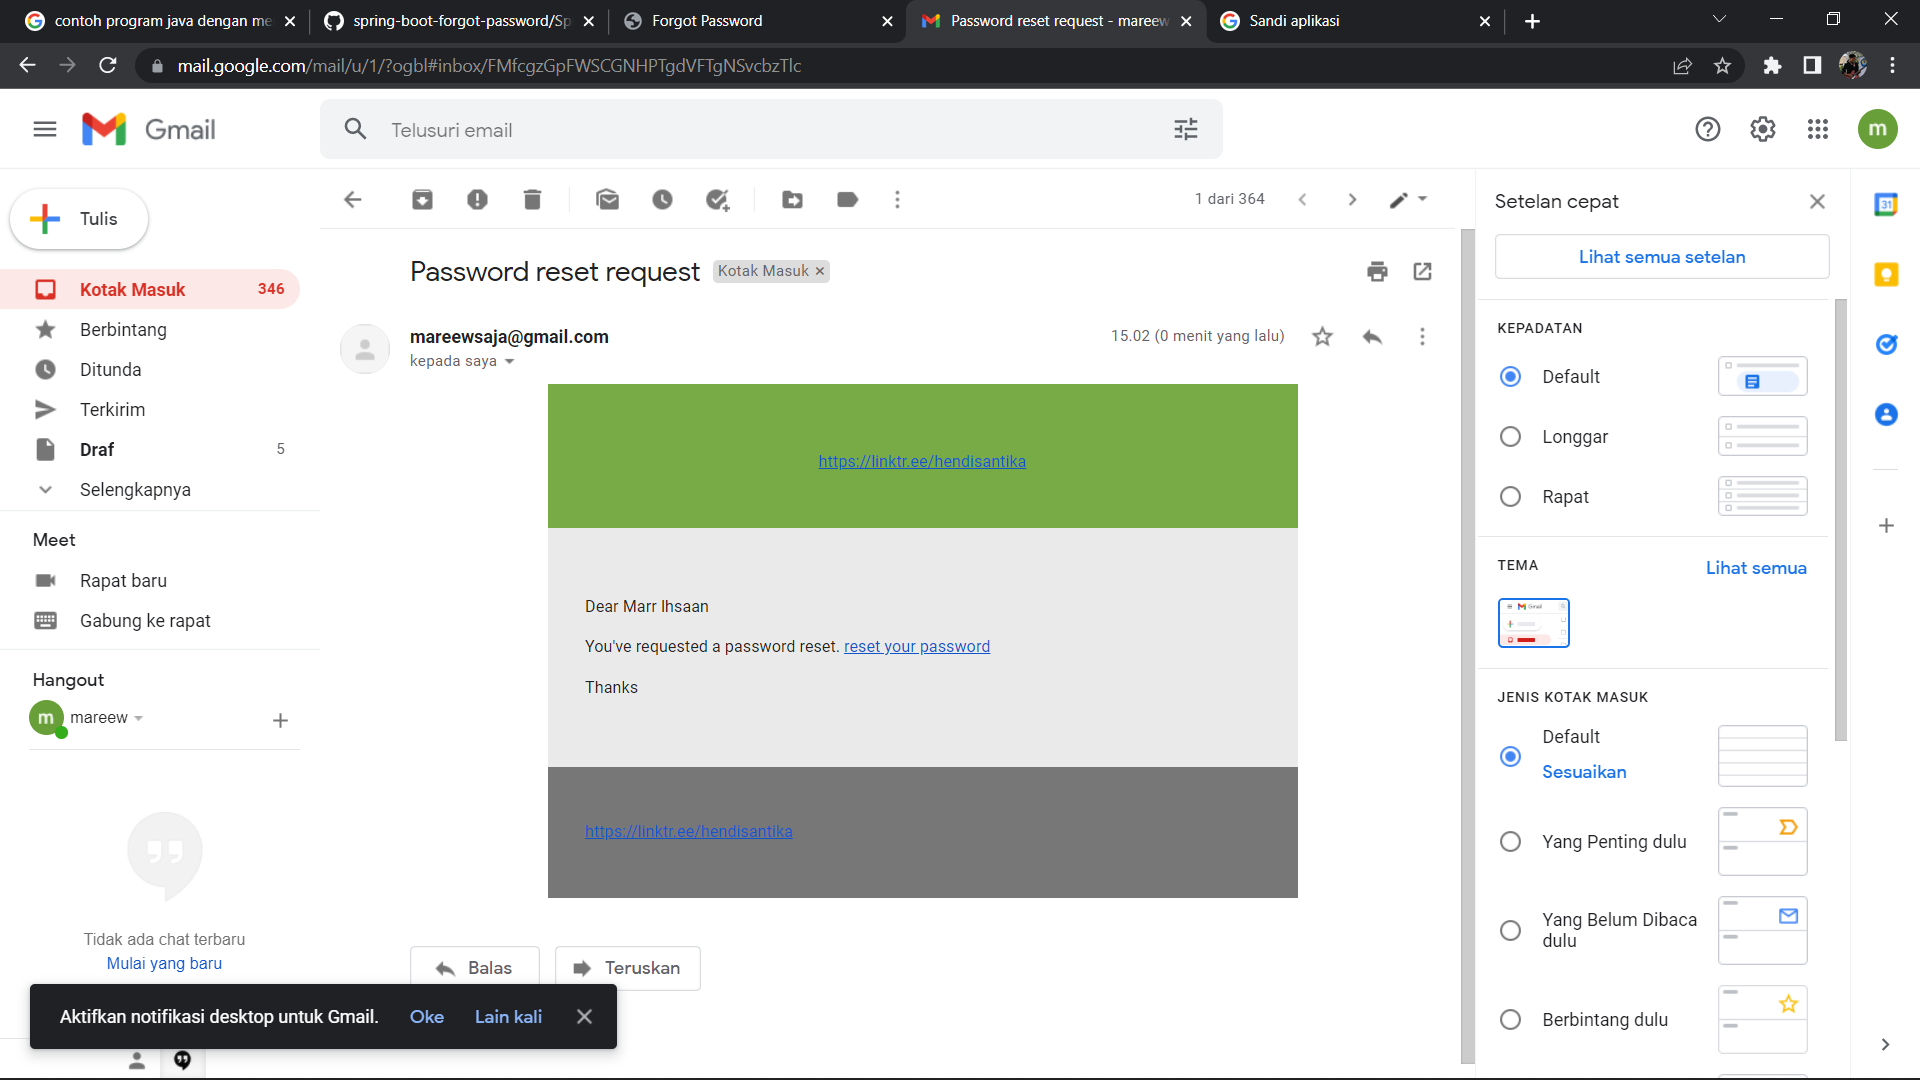 contoh program java dengan me
spring-boot-forgot-password/Sp
Forgot Password
Password reset request - mareew
Sandi aplikasi
mail.google.com/mail/u/1/?ogbl#inbox/FMfcgzGpFWSCGNHPTgdVFTgNSvcbzTlc
Gmail
Telusuri email
m
Tulis
1 dari 364
Setelan cepat
31
Lihat semua setelan
Password reset request
Kotak Masuk
Kotak Masuk 346
Berbintang
Ditunda
Terkirim
Draf 5
Selengkapnya
Meet
Rapat baru
Gabung ke rapat
Hangout
m
mareew
Tidak ada chat terbaru
Mulai yang baru
mareewsaja@gmail.com
15.02 (0 menit yang lalu)
kepada saya
https://linktr.ee/hendisantika
Dear Marr Ihsaan
You've requested a password reset. reset your password
Thanks
https://linktr.ee/hendisantika
Balas
Teruskan
Aktifkan notifikasi desktop untuk Gmail.
Oke
Lain kali
KEPADATAN
Default
Longgar
Rapat
TEMA
Lihat semua
Gmail
JENIS KOTAK MASUK
Default
Sesuaikan
Yang Penting dulu
Yang Belum Dibaca
dulu
Berbintang dulu